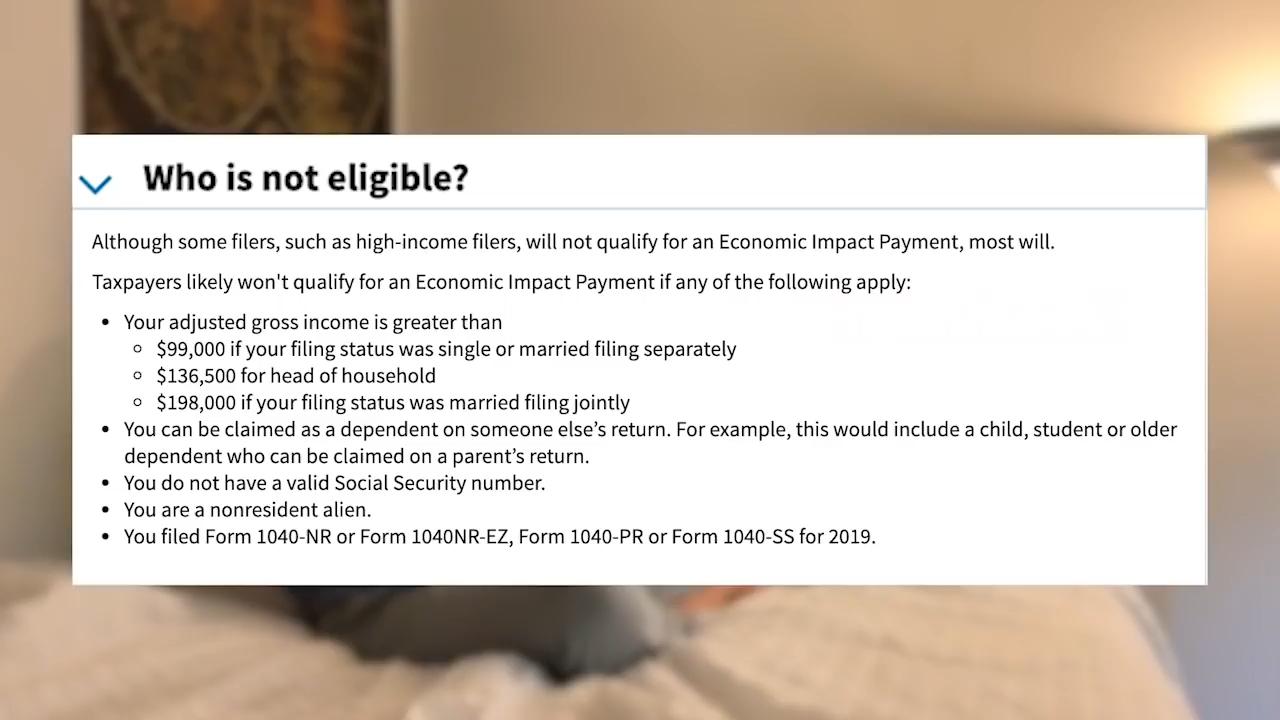 Who is not eligible?
Although some filers, such as high-income filers, will not qualify for an Economic Impact Payment, most will.
Taxpayers likely won't qualify for an Economic Impact Payment if any of the following apply:
• Your adjusted gross income is greater than
◦ $99,000 if your filing status was single or married filing separately
◦ $136,500 for head of household
◦ $198,000 if your filing status was married filing jointly
• You can be claimed as a dependent on someone else’s return. For example, this would include a child, student or older
dependent who can be claimed on a parent’s return.
• You do not have a valid Social Security number.
• You are a nonresident alien.
• You filed Form 1040-NR or Form 1040NR-EZ, Form 1040-PR or Form 1040-SS for 2019.